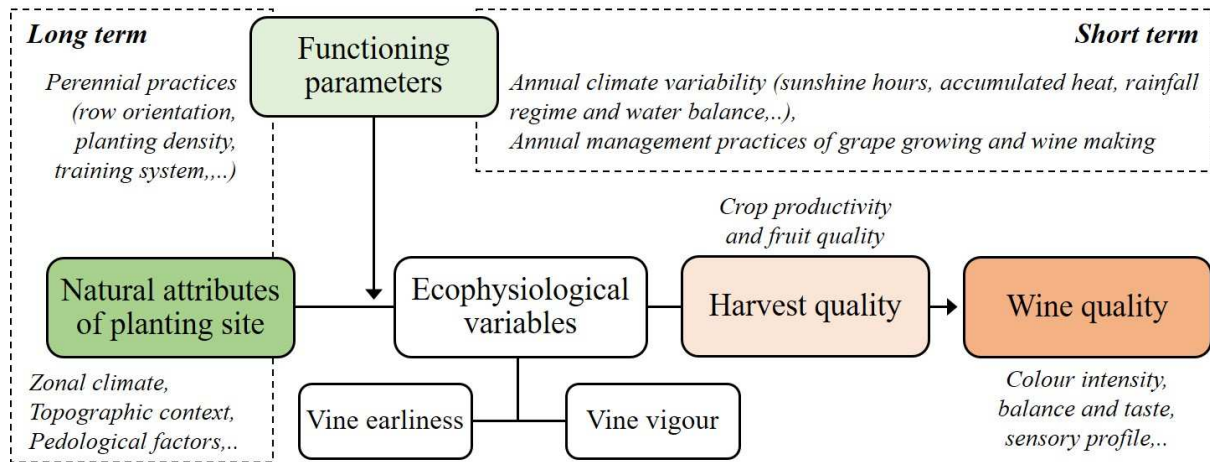 Long term
Perennial practices
(row orientation,
planting density,
training system,,..)
Functioning
parameters
Short term
Annual climate variability (sunshine hours, accumulated heat, rainfall
regime and water balance,..),
Annual management practices of grape growing and wine making
Crop productivity
and fruit quality
Natural attributes
of planting site
Ecophysiological
variables
Harvest quality
Wine quality
Zonal climate,
Topographic context,
Pedological factors,..
Vine earliness
Vine vigour
Colour intensity,
balance and taste,
sensory profile,..